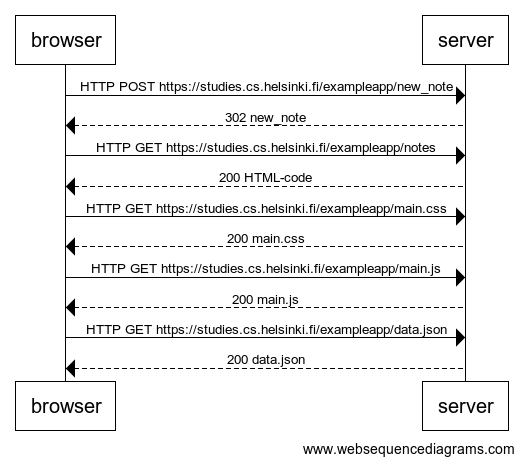 browser server
HTTP POST https://studies.cs.helsinki.fi/exampleapp/new_note
302 new_note
HTTP GET https://studies.cs.helsinki.fi/exampleapp/notes
200 HTML-code
HTTP GET https://studies.cs.helsinki.fi/exampleapp/main.css
200 main.css
HTTP GET https://studies.cs.helsinki.fi/exampleapp/main.js
200 main.js
HTTP GET https://studies.cs.helsinki.fi/exampleapp/data.json
200 data.json
browser server
www.websequencediagrams.com